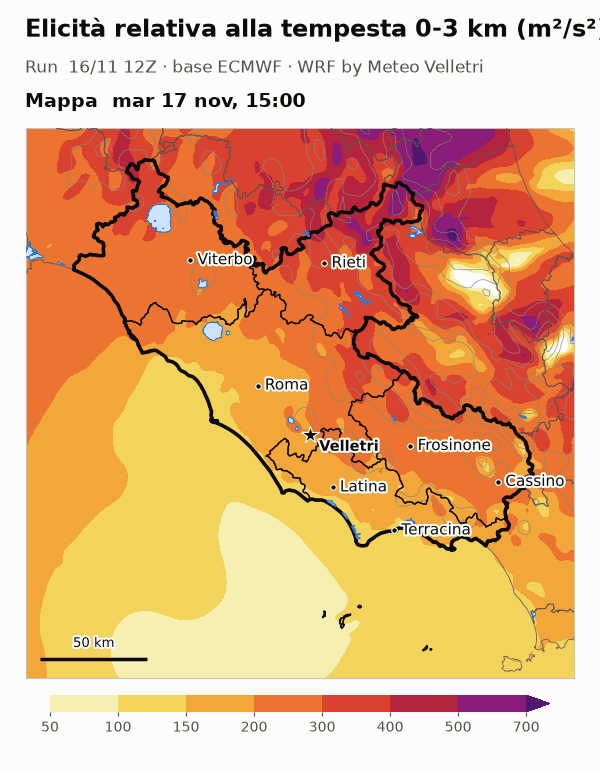 Elicità relativa alla tempesta 0-3 km (m²/s²)
Run 16/11 12Z · base ECMWF · WRF by Meteo Velletri
Mappa mar 17 nov, 15:00
Viterbo
Rieti
Roma
Velletri
Frosinone
Cassino
Latina
Terracina
50 km
50 100 150 200 300 400 500 700